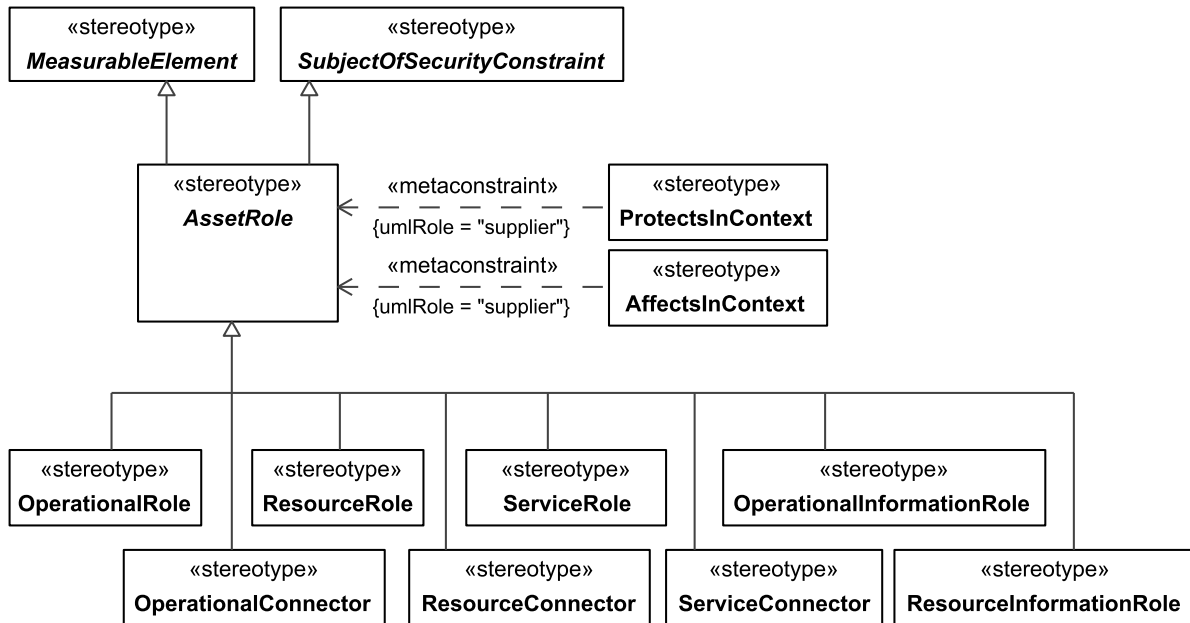 «stereotype»
MeasurableElement
«stereotype»
SubjectOfSecurityConstraint
«stereotype»
AssetRole
«metaconstraint»
{umlRole = "supplier"}
«stereotype»
ProtectsInContext
«metaconstraint»
{umlRole = "supplier"}
«stereotype»
AffectsInContext
«stereotype»
OperationalRole
«stereotype»
ResourceRole
«stereotype»
ServiceRole
«stereotype»
OperationalInformationRole
«stereotype»
OperationalConnector
«stereotype»
ResourceConnector
«stereotype»
ServiceConnector
«stereotype»
ResourceInformationRole